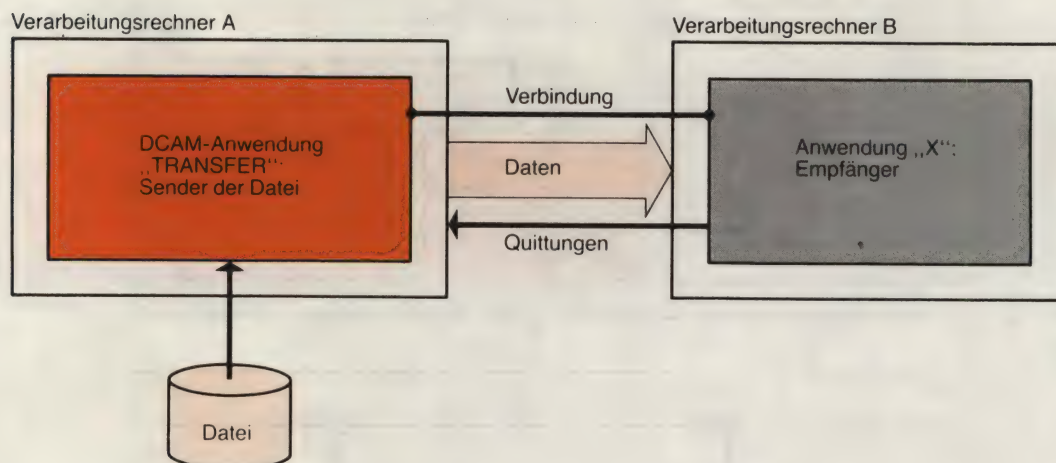 Verarbeitungsrechner A
Verarbeitungsrechner B
Verbindung
DCAM-Anwendung
„TRANSFER“:
Sender der Datei
Daten
Anwendung „X“:
Empfänger
Quittungen
Datei